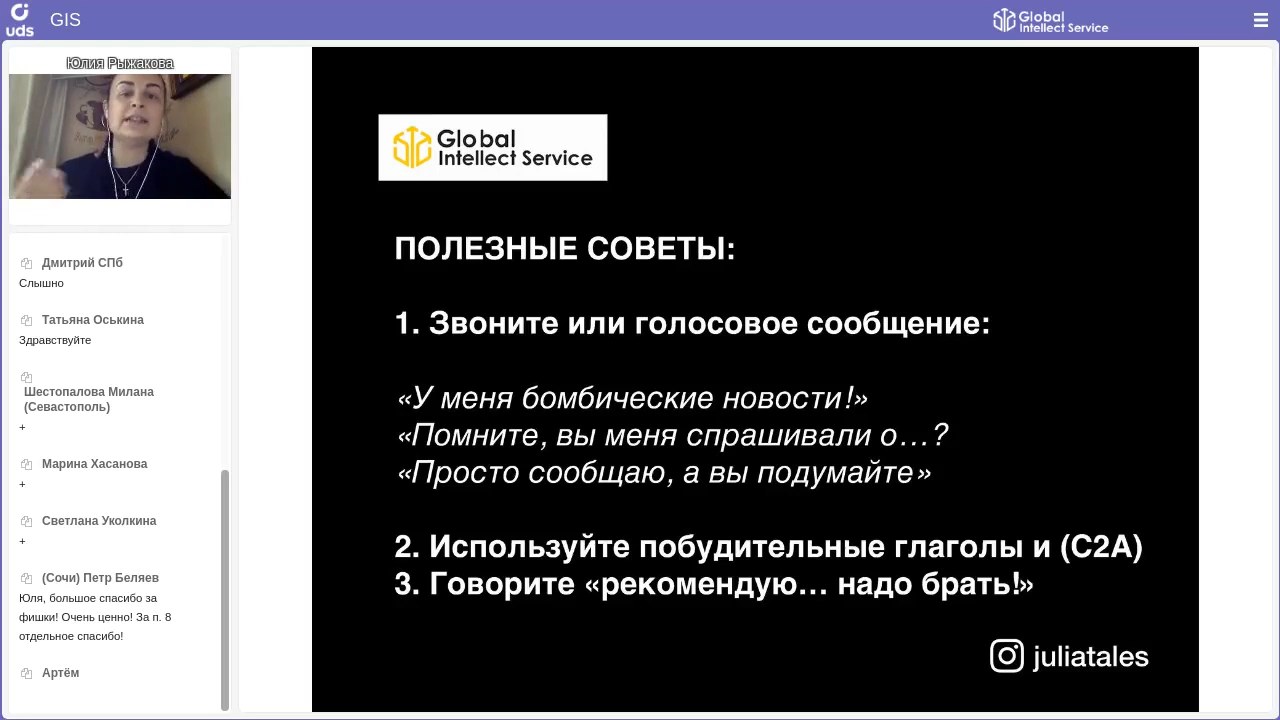 uds
GIS
Global
Intellect Service
Юлия Рыжакова
Дмитрий СПб
Слышно
Татьяна Оськина
Здравствуйте
Шестопалова Милана
(Севастополь)
+
Марина Хасанова
+
Светлана Уколкина
+
(Сочи) Петр Беляев
Юля, большое спасибо за
фишки! Очень ценно! За п. 8
отдельное спасибо!
Артём
Global
Intellect Service
ПОЛЕЗНЫЕ СОВЕТЫ:
1. Звоните или голосовое сообщение:
«У меня бомбические новости!»
«Помните, вы меня спрашивали о…?
«Просто сообщаю, а вы подумайте»
2. Используйте побудительные глаголы и (С2А)
3. Говорите «рекомендую… надо брать!»
juliatales